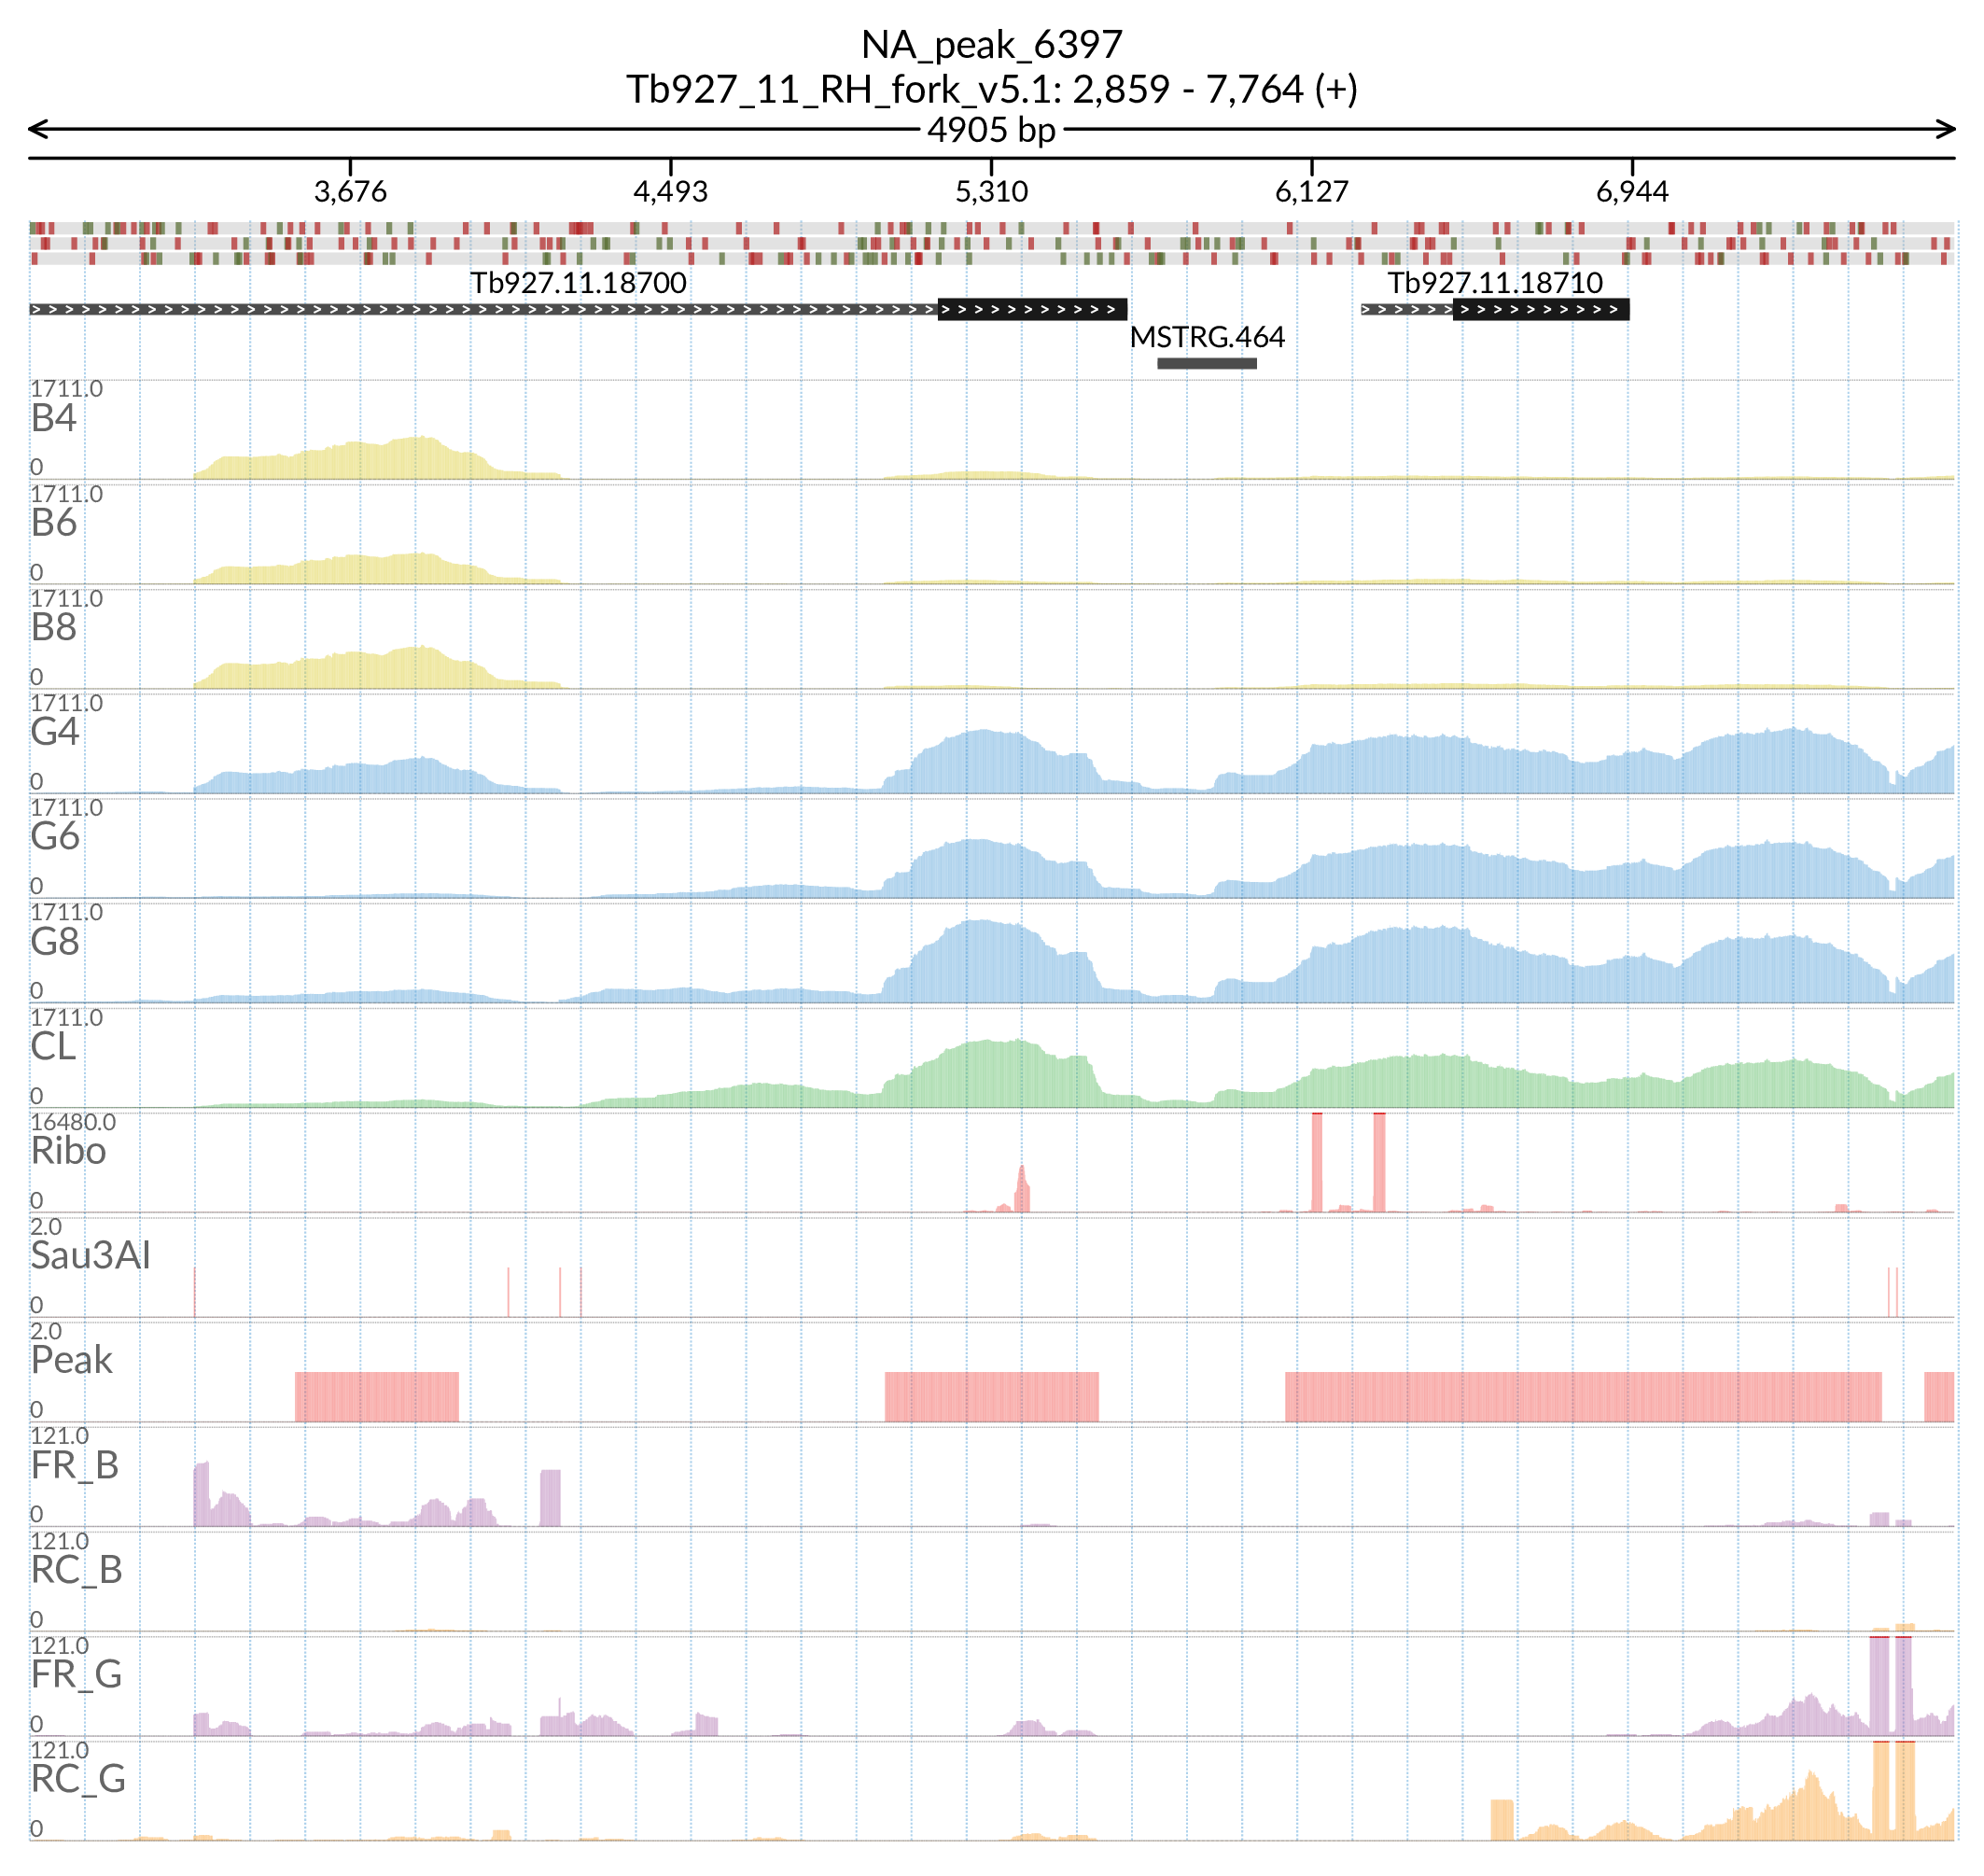 NA_peak_6397
Tb927_11_RH_fork_v5.1: 2,859 - 7,764 (+)
4905 bp
3,676 4,493 5,310 6,127 6,944
Tb927.11.18700 Tb927.11.18710
MSTRG.464
1711.0
B4
0
1711.0
B6
0
1711.0
B8
0
1711.0
G4
0
1711.0
G6
0
1711.0
G8
0
1711.0
CL
0
16480.0
Ribo
0
2.0
Sau3AI
0
2.0
Peak
0
121.0
FR_B
0
121.0
RC_B
0
121.0
FR_G
0
121.0
RC_G
0